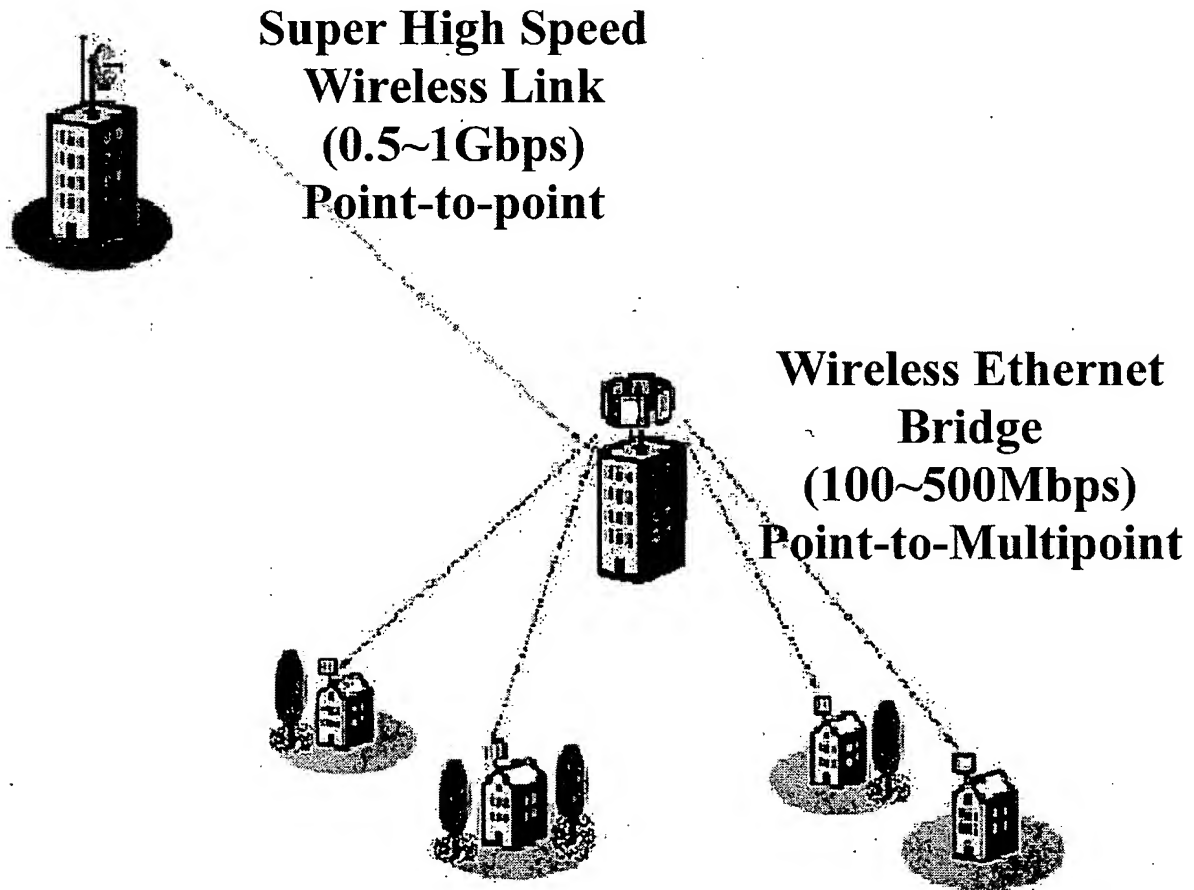 Super High Speed
Wireless Link
(0.5~1Gbps)
Point-to-point
Wireless Ethernet
Bridge
(100~500Mbps)
Point-to-Multipoint